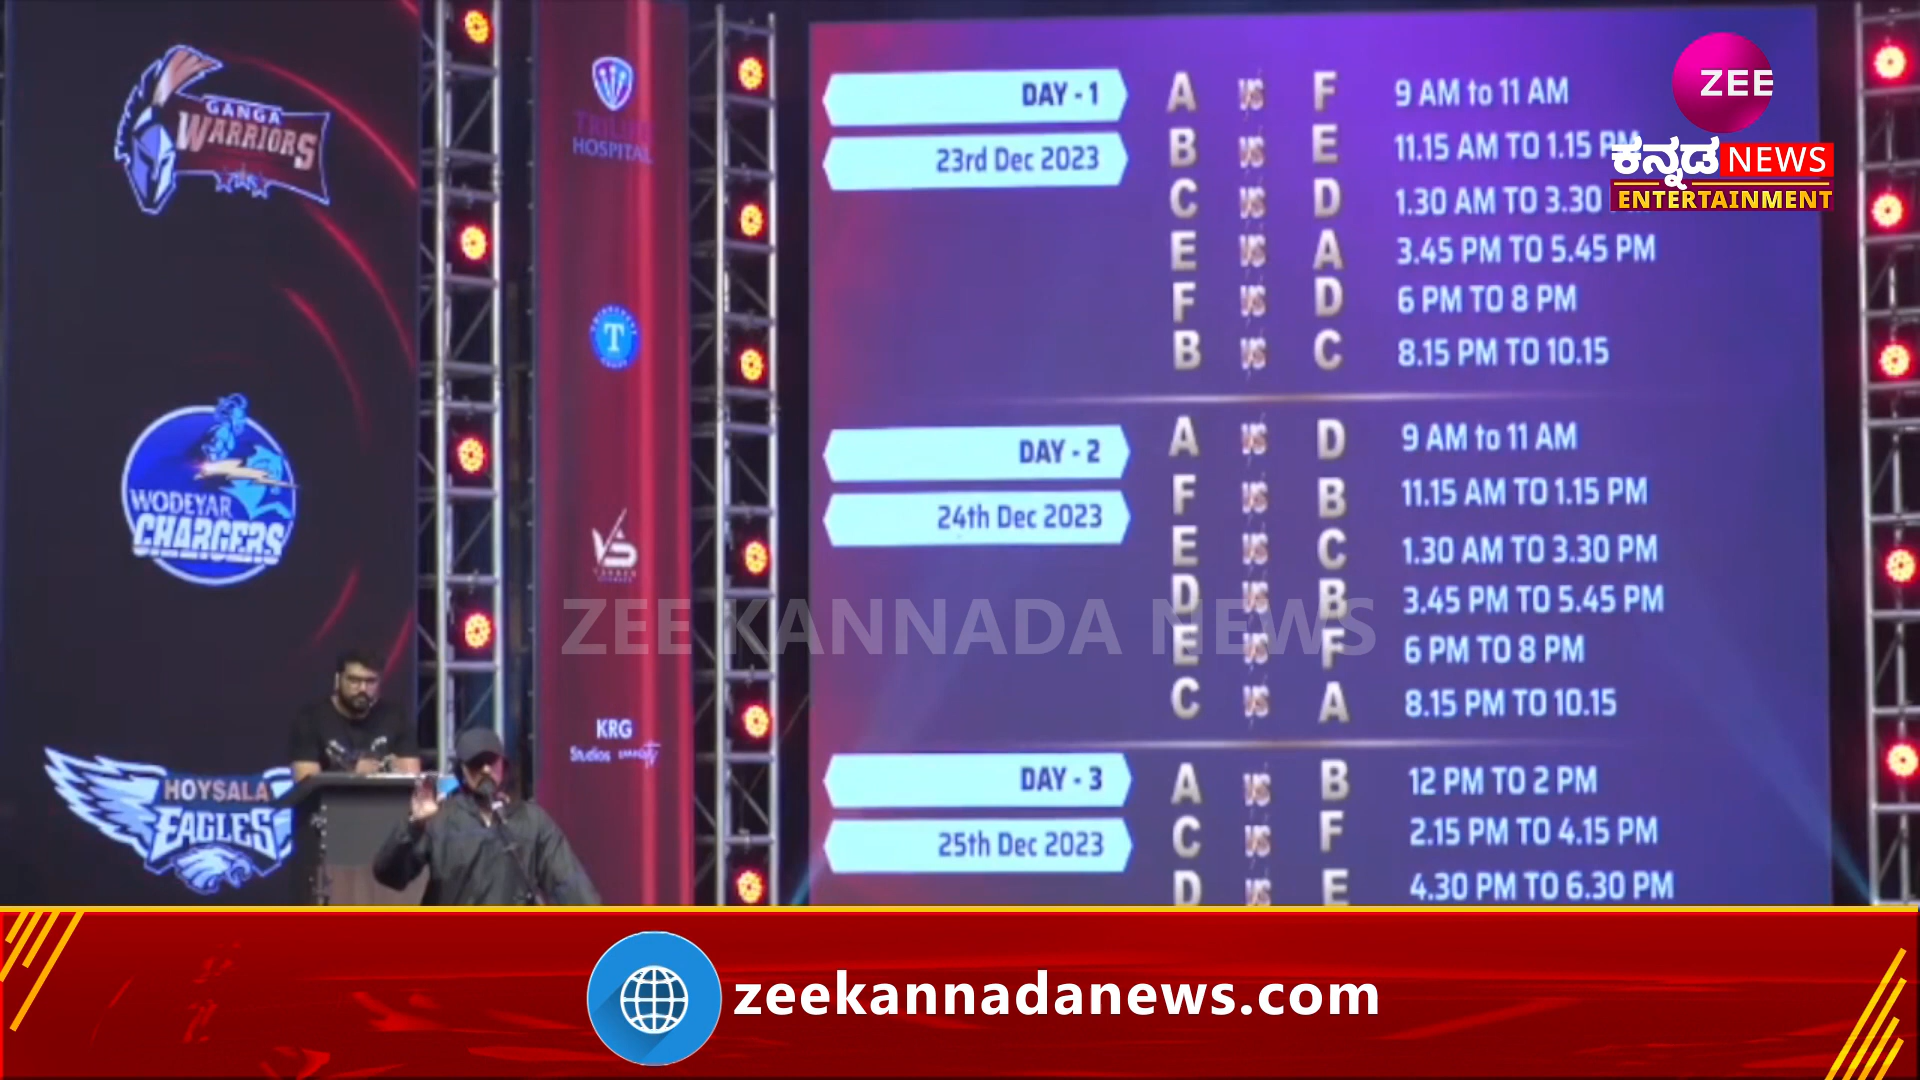 GANGA
WARRIORS
WODEYAR
CHARGERS
HOYSALA
EAGLES
HOSPITAL
T
KRG
Studios
DAY - 1
23rd Dec 2023
A VS F 9 AM to 11 AM
B VS E 11.15 AM TO 1.15 PM
C VS D 1.30 AM TO 3.30
E VS A 3.45 PM TO 5.45 PM
F VS D 6 PM TO 8 PM
B VS C 8.15 PM TO 10.15
DAY - 2
24th Dec 2023
A VS D 9 AM to 11 AM
F VS B 11.15 AM TO 1.15 PM
E VS C 1.30 AM TO 3.30 PM
D VS B 3.45 PM TO 5.45 PM
E VS F 6 PM TO 8 PM
C VS A 8.15 PM TO 10.15
DAY - 3
25th Dec 2023
A VS B 12 PM TO 2 PM
C VS F 2.15 PM TO 4.15 PM
D VS E 4.30 PM TO 6.30 PM
ZEE
ಕನ್ನಡ NEWS
ENTERTAINMENT
ZEE KANNADA NEWS
zeekannadanews.com